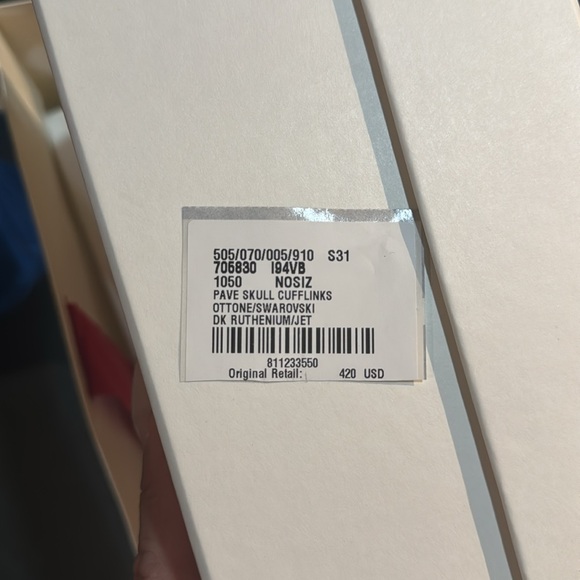 505/070/005/910 S31
705830 I94VB
1050 NOSIZ
PAVE SKULL CUFFLINKS
OTTONE/SWAROVSKI
DK RUTHENIUM/JET
811233550
Original Retail: 420 USD